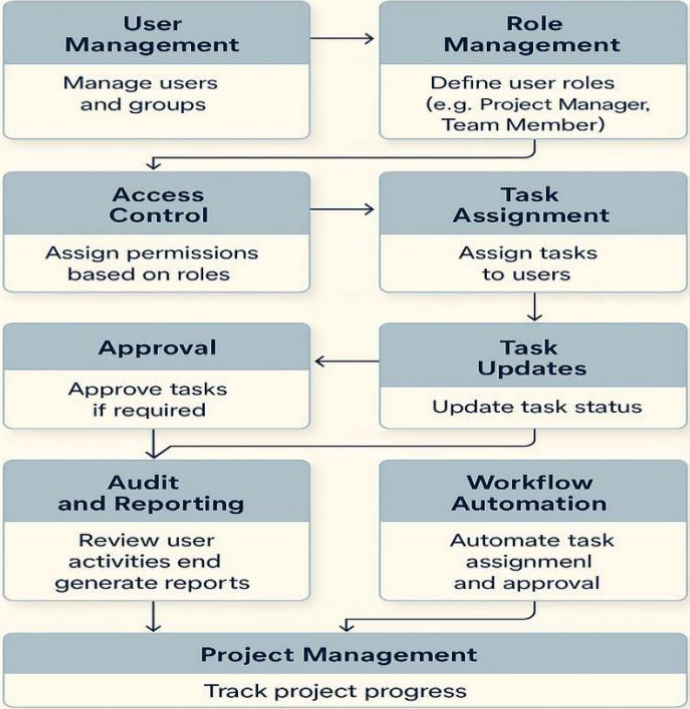 User
Management
Manage users
and groups
Role
Management
Define user roles
(e.g. Project Manager,
Team Member)
Access
Control
Assign permissions
based on roles
Task
Assignment
Assign tasks
to users
Approval
Approve tasks
if required
Task
Updates
Update task status
Audit
and Reporting
Review user
activities end
generate reports
Workflow
Automation
Automate task
assignmenl
and approval
Project Management
Track project progress